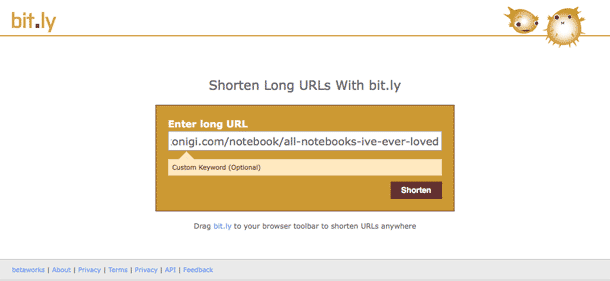 bit.ly
Shorten Long URLs With bit.ly
Enter long URL
onigi.com/notebook/all-notebooks-ive-ever-loved
Custom Keyword (Optional)
Shorten
Drag bit.ly to your browser toolbar to shorten URLs anywhere
betaworks | About | Privacy | Terms | Privacy | API | Feedback